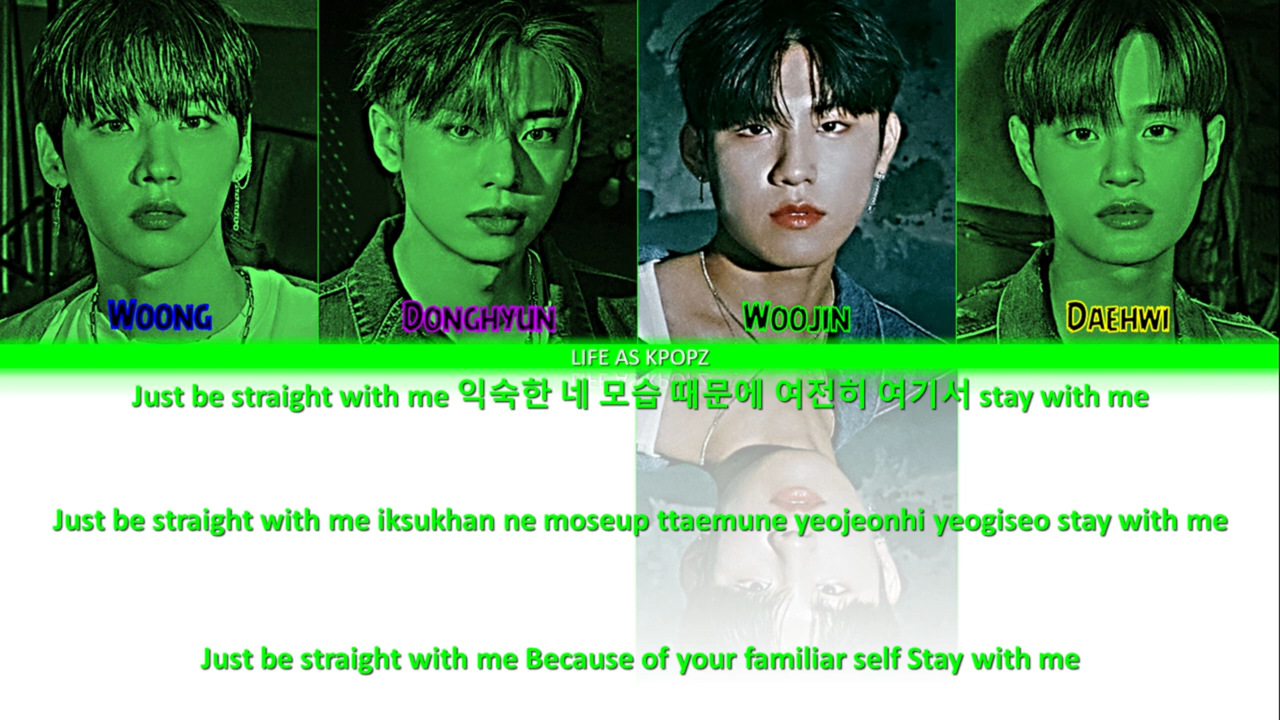 WOONG
DONGHYUN
WOOJIN
DAEHWI
LIFE AS KPOPZ
Just be straight with me 익숙한 네 모습 때문에 여전히 여기서 stay with me
Just be straight with me iksukhan ne moseup ttaemune yeojeonhi yeogiseo stay with me
Just be straight with me Because of your familiar self Stay with me